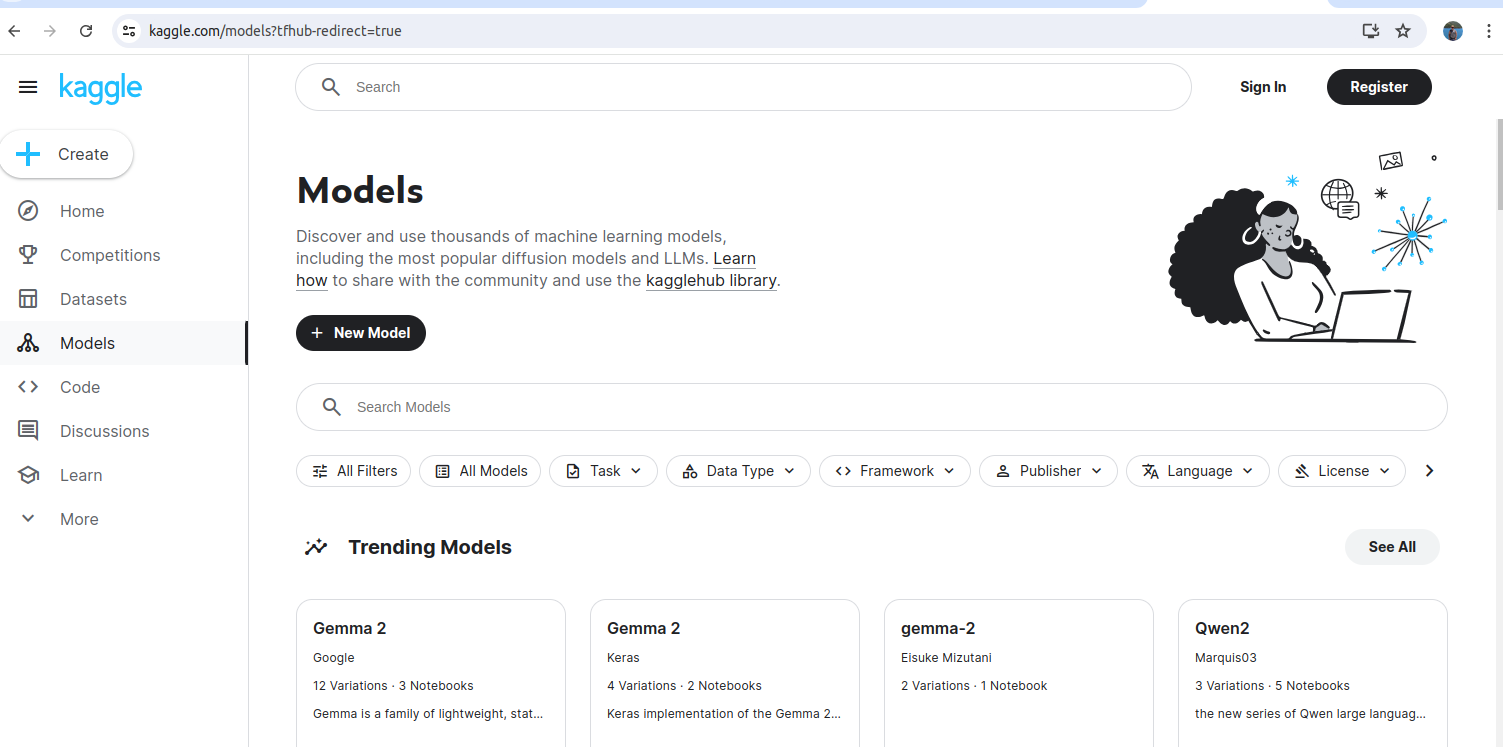 kaggle.com/models?tfhub-redirect=true
kaggle
Search
Sign In
Register
Create
Home
Competitions
Datasets
Models
Code
Discussions
Learn
More
Models
Discover and use thousands of machine learning models,
including the most popular diffusion models and LLMs. Learn
how to share with the community and use the kagglehub library.
+ New Model
Search Models
All Filters
All Models
Task
Data Type
Framework
Publisher
Language
License
Trending Models
See All
Gemma 2
Google
12 Variations · 3 Notebooks
Gemma is a family of lightweight, stat...
Gemma 2
Keras
4 Variations · 2 Notebooks
Keras implementation of the Gemma 2...
gemma-2
Eisuke Mizutani
2 Variations · 1 Notebook
Qwen2
Marquis03
3 Variations · 5 Notebooks
the new series of Qwen large languag...